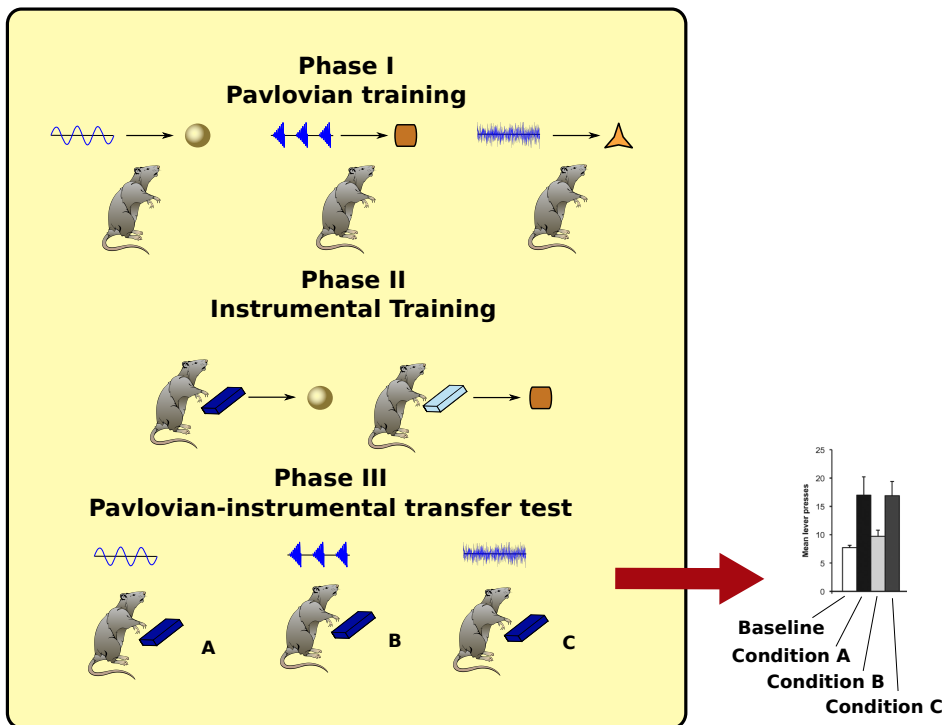 Phase I
Pavlovian training
Phase II
Instrumental Training
Phase III
Pavlovian-instrumental transfer test
A
B
C
Mean lever presses
25
20
15
10
5
0
Baseline
Condition A
Condition B
Condition C